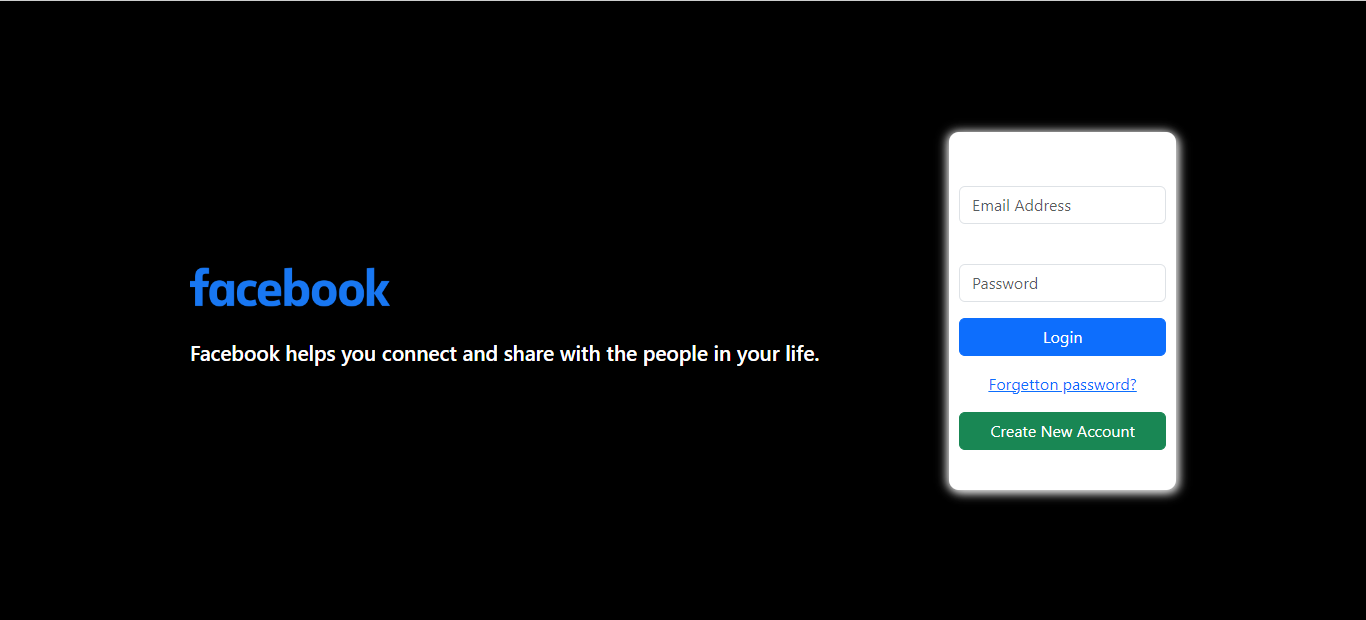 facebook
Facebook helps you connect and share with the people in your life.
Email Address
Password
Login
Forgetton password?
Create New Account